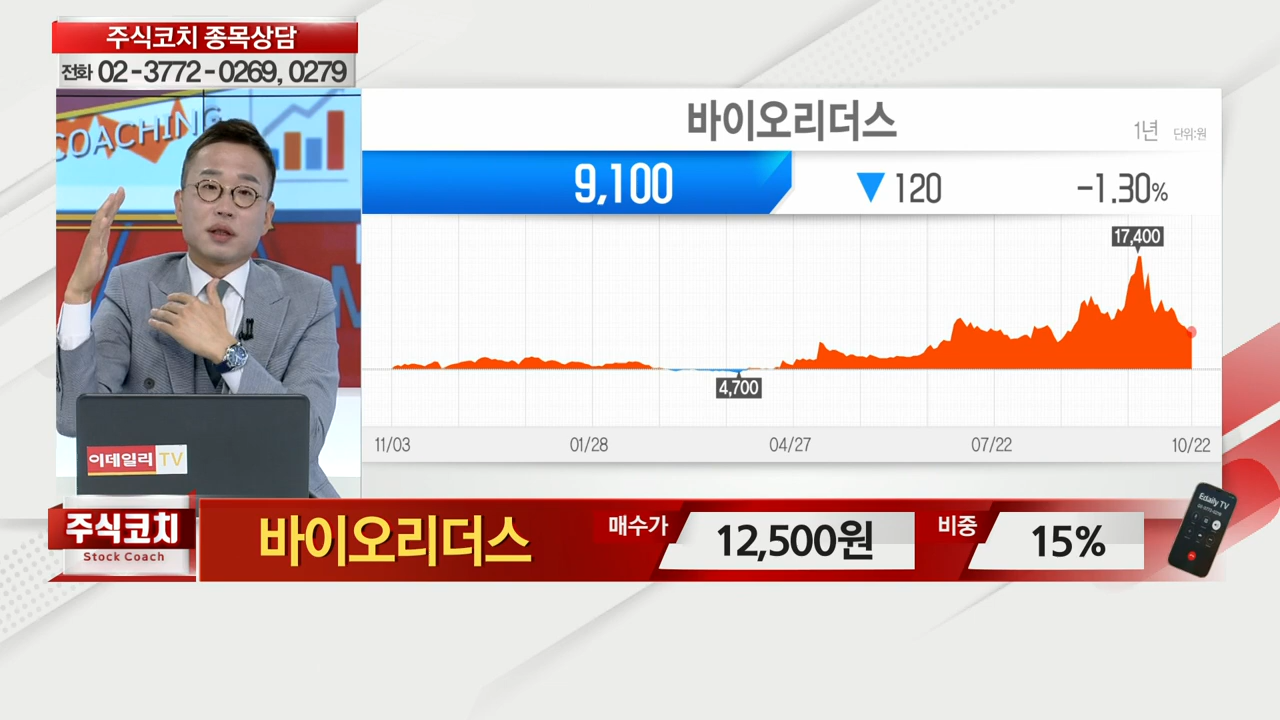 주식코치 종목상담
전화 02-3772-0269, 0279
COACHING
바이오리더스
1년 단위:원
9,100 ▼ 120 -1.30%
17,400
4,700
11/03 01/28 04/27 07/22 10/22
이데일리 TV
주식코치
Stock Coach
바이오리더스 매수가 12,500원 비중 15%
Edaily TV